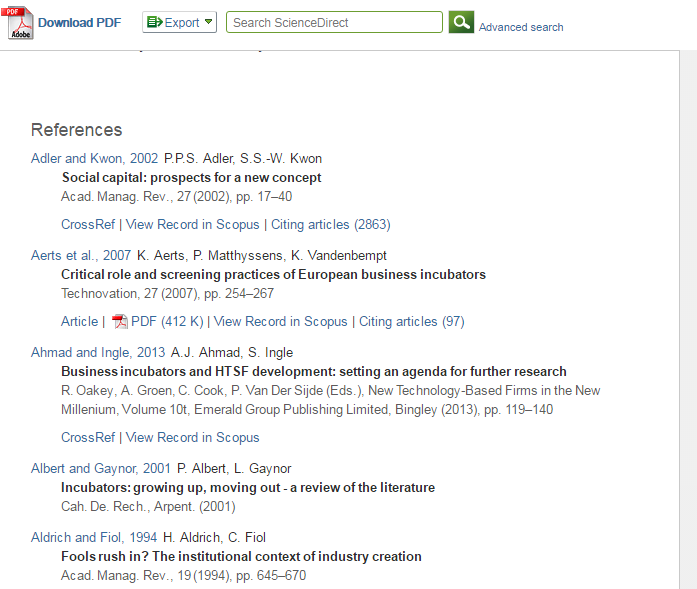 PDF
Adobe
Download PDF
Export
Search ScienceDirect
Advanced search
References
Adler and Kwon, 2002 P.P.S. Adler, S.S.-W. Kwon
Social capital: prospects for a new concept
Acad. Manag. Rev., 27 (2002), pp. 17–40
CrossRef | View Record in Scopus | Citing articles (2863)
Aerts et al., 2007 K. Aerts, P. Matthyssens, K. Vandenbempt
Critical role and screening practices of European business incubators
Technovation, 27 (2007), pp. 254–267
Article | PDF (412 K) | View Record in Scopus | Citing articles (97)
Ahmad and Ingle, 2013 A.J. Ahmad, S. Ingle
Business incubators and HTSF development: setting an agenda for further research
R. Oakey, A. Groen, C. Cook, P. Van Der Sijde (Eds.), New Technology-Based Firms in the New
Millenium, Volume 10t, Emerald Group Publishing Limited, Bingley (2013), pp. 119–140
CrossRef | View Record in Scopus
Albert and Gaynor, 2001 P. Albert, L. Gaynor
Incubators: growing up, moving out - a review of the literature
Cah. De. Rech., Arpent. (2001)
Aldrich and Fiol, 1994 H. Aldrich, C. Fiol
Fools rush in? The institutional context of industry creation
Acad. Manag. Rev., 19 (1994), pp. 645–670